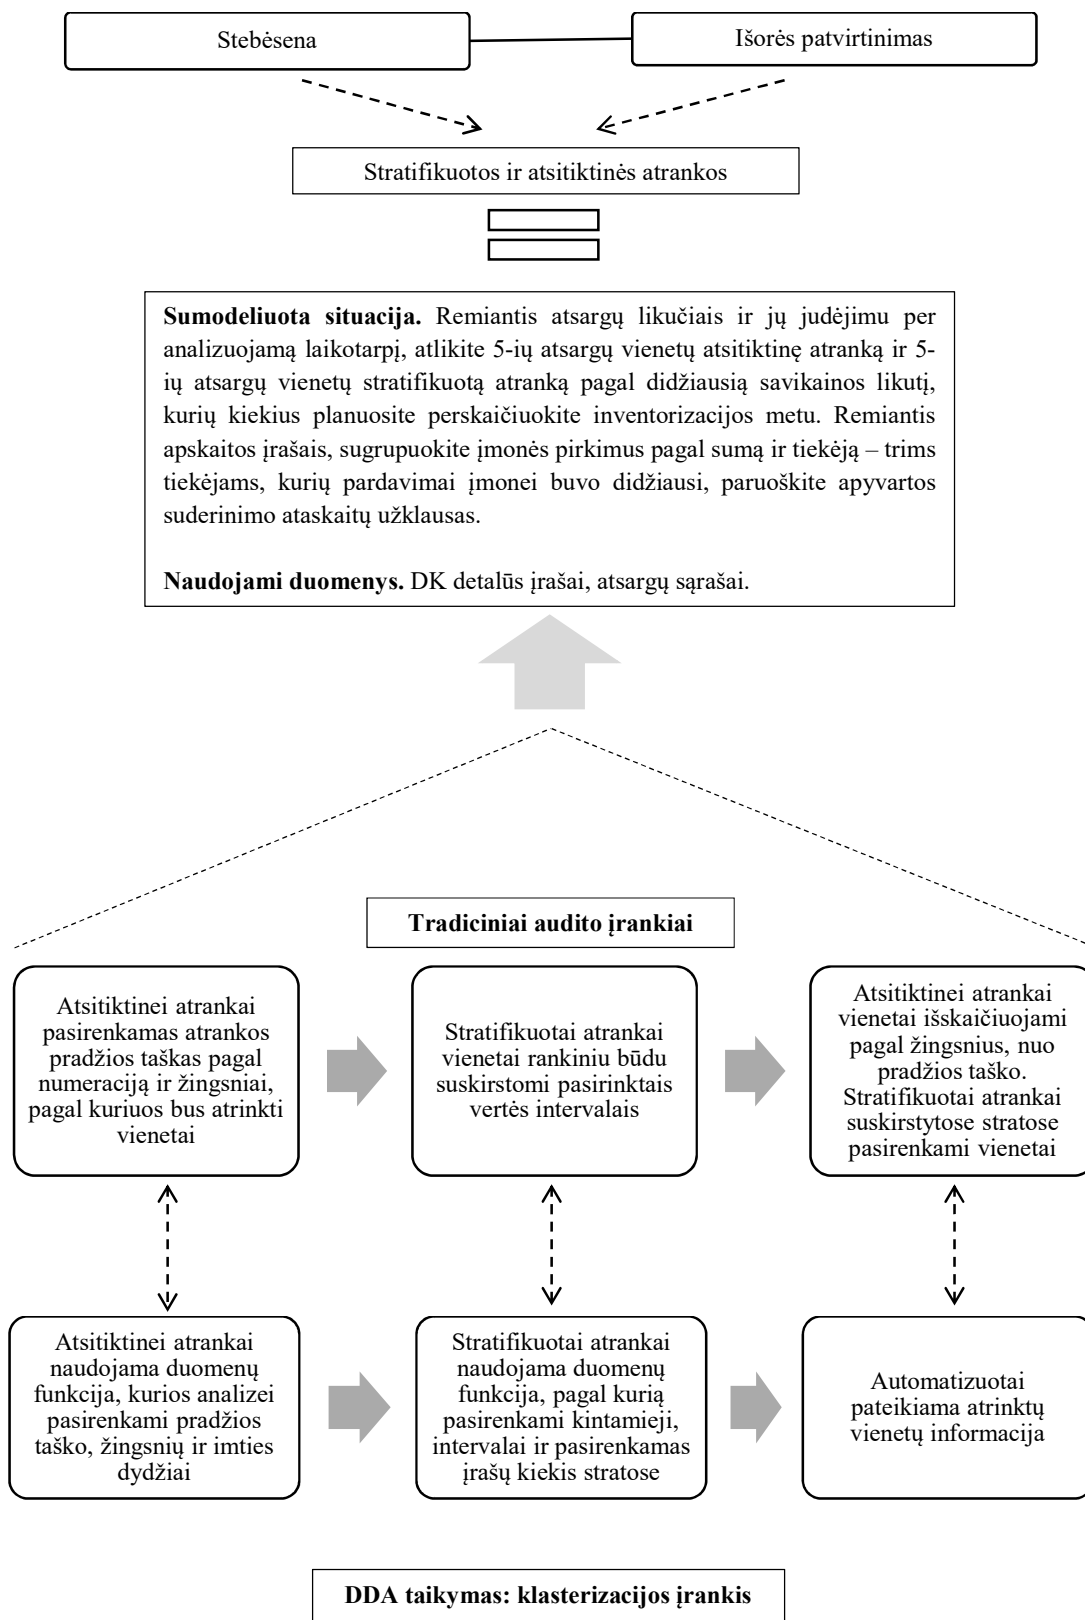 Stebėsena
Išorės patvirtinimas
Stratifikuotos ir atsitiktinės atrankos
Sumodeliuota situacija. Remiantis atsargų likučiais ir jų judėjimu per
analizuojamą laikotarpį, atlikite 5-ių atsargų vienetų atsitiktinę atranką ir 5-
ių atsargų vienetų stratifikuotą atranką pagal didžiausią savikainos likutį,
kurių kiekius planuosite perskaičiuokite inventorizacijos metu. Remiantis
apskaitos įrašais, sugrupuokite įmonės pirkimus pagal sumą ir tiekėją – trims
tiekėjams, kurių pardavimai įmonei buvo didžiausi, paruoškite apyvartos
suderinimo ataskaitų užklausas.
Naudojami duomenys. DK detalūs įrašai, atsargų sąrašai.
Tradiciniai audito įrankiai
Atsitiktinei atrankai
pasirenkamas atrankos
pradžios taškas pagal
numeraciją ir žingsniai,
pagal kuriuos bus atrinkti
vienetai
Stratifikuotai atrankai
vienetai rankiniu būdu
suskirstomi pasirinktais
vertės intervalais
Atsitiktinei atrankai
vienetai išskaičiuojami
pagal žingsnius, nuo
pradžios taško.
Stratifikuotai atrankai
suskirstytose stratose
pasirenkami vienetai
Atsitiktinei atrankai
naudojama duomenų
funkcija, kurios analizei
pasirenkami pradžios
taško, žingsnių ir imties
dydžiai
Stratifikuotai atrankai
naudojama duomenų
funkcija, pagal kurią
pasirenkami kintamieji,
intervalai ir pasirenkamas
įrašų kiekis stratose
Automatizuotai
pateikiama atrinktų
vienetų informacija
DDA taikymas: klasterizacijos įrankis